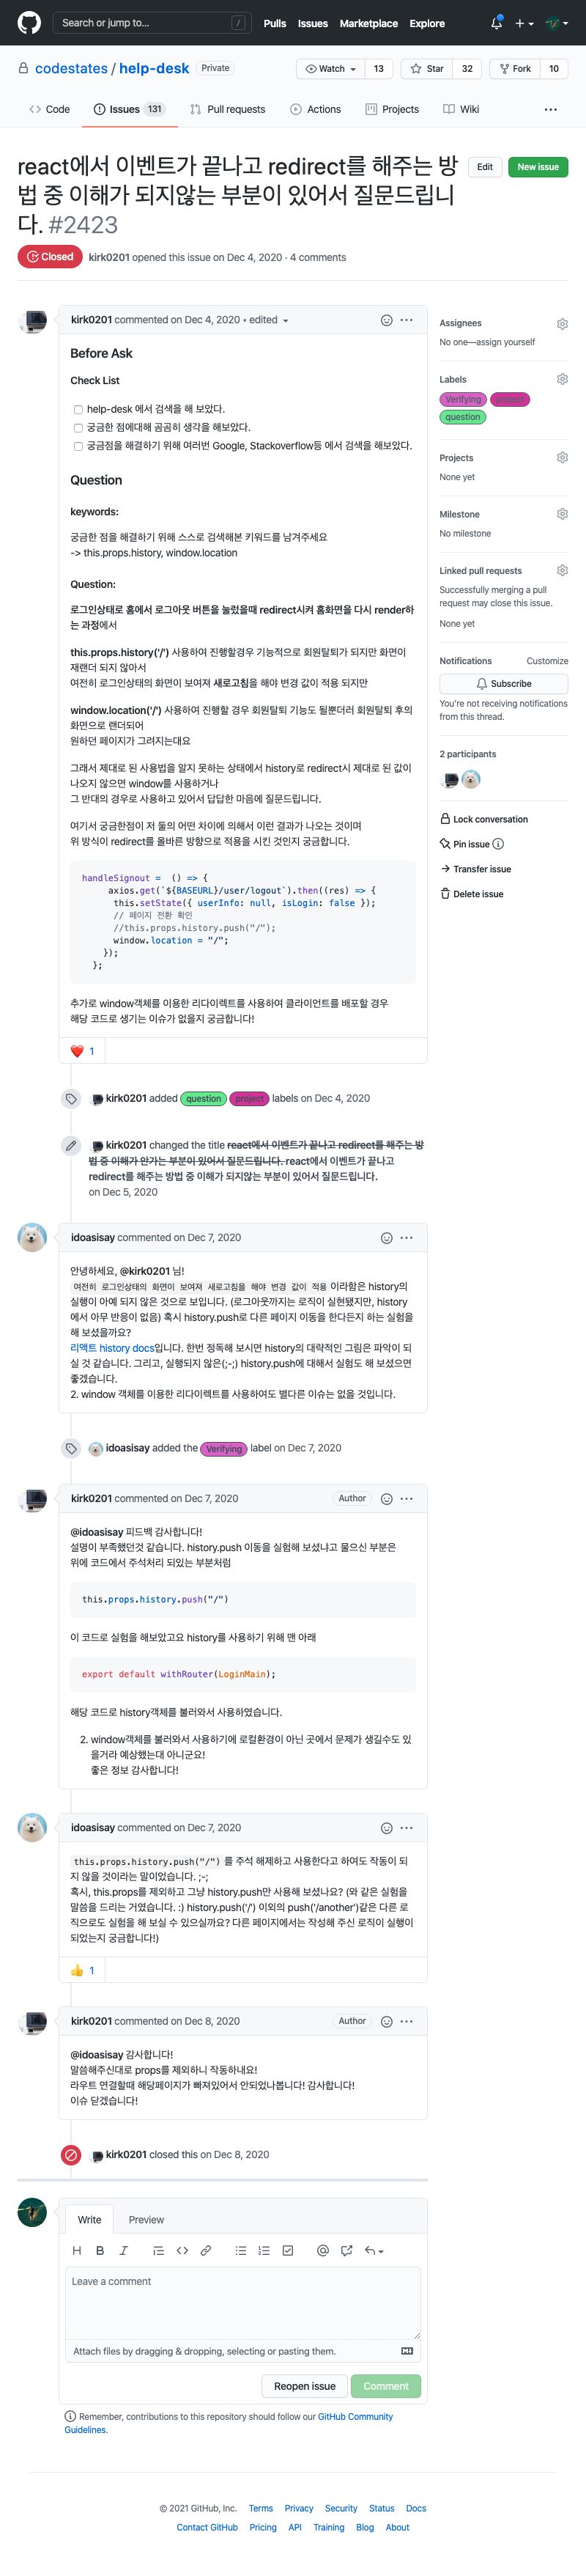 Search or jump to... /
Pulls Issues Marketplace Explore
codestates / help-desk Private
Watch 13 Star 32 Fork 10
Code Issues 131 Pull requests Actions Projects Wiki ...
react에서 이벤트가 끝나고 redirect를 해주는 방
법 중 이해가 되지않는 부분이 있어서 질문드립니
다. #2423
Edit New issue
Closed kirk0201 opened this issue on Dec 4, 2020 · 4 comments
kirk0201 commented on Dec 4, 2020 • edited
Before Ask
Check List
help-desk 에서 검색을 해 보았다.
궁금한 점에대해 곰곰히 생각을 해보았다.
궁금점을 해결하기 위해 여러번 Google, Stackoverflow등 에서 검색을 해보았다.
Question
keywords:
궁금한 점을 해결하기 위해 스스로 검색해본 키워드를 남겨주세요
-> this.props.history, window.location
Question:
로그인상태로 홈에서 로그아웃 버튼을 눌렀을때 redirect시켜 홈화면을 다시 render하
는 과정에서
this.props.history('/') 사용하여 진행할경우 기능적으로 회원탈퇴가 되지만 화면이
재랜더 되지 않아서
여전히 로그인상태의 화면이 보여져 새로고침을 해야 변경 값이 적용 되지만
window.location('/') 사용하여 진행할 경우 회원탈퇴 기능도 될뿐더러 회원탈퇴 후의
화면으로 랜더되어
원하던 페이지가 그려지는대요
그래서 제대로 된 사용법을 알지 못하는 상태에서 history로 redirect시 제대로 된 값이
나오지 않으면 window를 사용하거나
그 반대의 경우로 사용하고 있어서 답답한 마음에 질문드립니다.
여기서 궁금한점이 저 둘의 어떤 차이에 의해서 이런 결과가 나오는 것이며
위 방식이 redirect를 올바른 방향으로 적용을 시킨 것인지 궁금합니다.
handleSignout = () => {
axios.get(`${BASEURL}/user/logout`).then((res) => {
this.setState({ userInfo: null, isLogin: false });
// 페이지 전환 확인
//this.props.history.push("/");
window.location = "/";
});
};
추가로 window객체를 이용한 리다이렉트를 사용하여 클라이언트를 배포할 경우
해당 코드로 생기는 이슈가 없을지 궁금합니다!
❤️ 1
Assignees
No one—assign yourself
Labels
Verifying project
question
Projects
None yet
Milestone
No milestone
Linked pull requests
Successfully merging a pull
request may close this issue.
None yet
Notifications Customize
Subscribe
You're not receiving notifications
from this thread.
2 participants
Lock conversation
Pin issue
Transfer issue
Delete issue
kirk0201 added question project labels on Dec 4, 2020
kirk0201 changed the title react에서 이벤트가 끝나고 redirect를 해주는 방
법 중 이해가 안가는 부분이 있어서 질문드립니다. react에서 이벤트가 끝나고
redirect를 해주는 방법 중 이해가 되지않는 부분이 있어서 질문드립니다.
on Dec 5, 2020
idoasisay commented on Dec 7, 2020
안녕하세요, @kirk0201 님!
여전히 로그인상태의 화면이 보여져 새로고침을 해야 변경 값이 적용 이라함은 history의
실행이 아예 되지 않은 것으로 보입니다. (로그아웃까지는 로직이 실현됐지만, history
에서 아무 반응이 없음) 혹시 history.push로 다른 페이지 이동을 한다든지 하는 실험을
해 보셨을까요?
리액트 history docs입니다. 한번 정독해 보시면 history의 대략적인 그림은 파악이 되
실 것 같습니다. 그리고, 실행되지 않은(;-;) history.push에 대해서 실험도 해 보셨으면
좋겠습니다.
2. window 객체를 이용한 리다이렉트를 사용하여도 별다른 이슈는 없을 것입니다.
idoasisay added the Verifying label on Dec 7, 2020
kirk0201 commented on Dec 7, 2020 Author
@idoasisay 피드백 감사합니다!
설명이 부족했던것 같습니다. history.push 이동을 실험해 보셨냐고 물으신 부분은
위에 코드에서 주석처리 되있는 부분처럼
this.props.history.push("/")
이 코드로 실험을 해보았고요 history를 사용하기 위해 맨 아래
export default withRouter(LoginMain);
해당 코드로 history객체를 불러와서 사용하였습니다.
2. window객체를 불러와서 사용하기에 로컬환경이 아닌 곳에서 문제가 생길수도 있
을거라 예상했는대 아니군요!
좋은 정보 감사합니다!
idoasisay commented on Dec 7, 2020
this.props.history.push("/") 를 주석 해제하고 사용한다고 하여도 작동이 되
지 않을 것이라는 말이었습니다. ;-;
혹시, this.props를 제외하고 그냥 history.push만 사용해 보셨나요? (와 같은 실험을
말씀을 드리는 거였습니다. :) history.push('/') 이외의 push('/another')같은 다른 로
직으로도 실험을 해 보실 수 있으실까요? 다른 페이지에서는 작성해 주신 로직이 실행이
되었는지 궁금합니다!)
👍 1
kirk0201 commented on Dec 8, 2020 Author
@idoasisay 감사합니다!
말씀해주신대로 props를 제외하니 작동하내요!
라우트 연결할때 해당페이지가 빠져있어서 안되었나봅니다! 감사합니다!
이슈 닫겠습니다!
kirk0201 closed this on Dec 8, 2020
Write Preview
Leave a comment
Attach files by dragging & dropping, selecting or pasting them.
Reopen issue Comment
Remember, contributions to this repository should follow our GitHub Community
Guidelines.
© 2021 GitHub, Inc. Terms Privacy Security Status Docs
Contact GitHub Pricing API Training Blog About